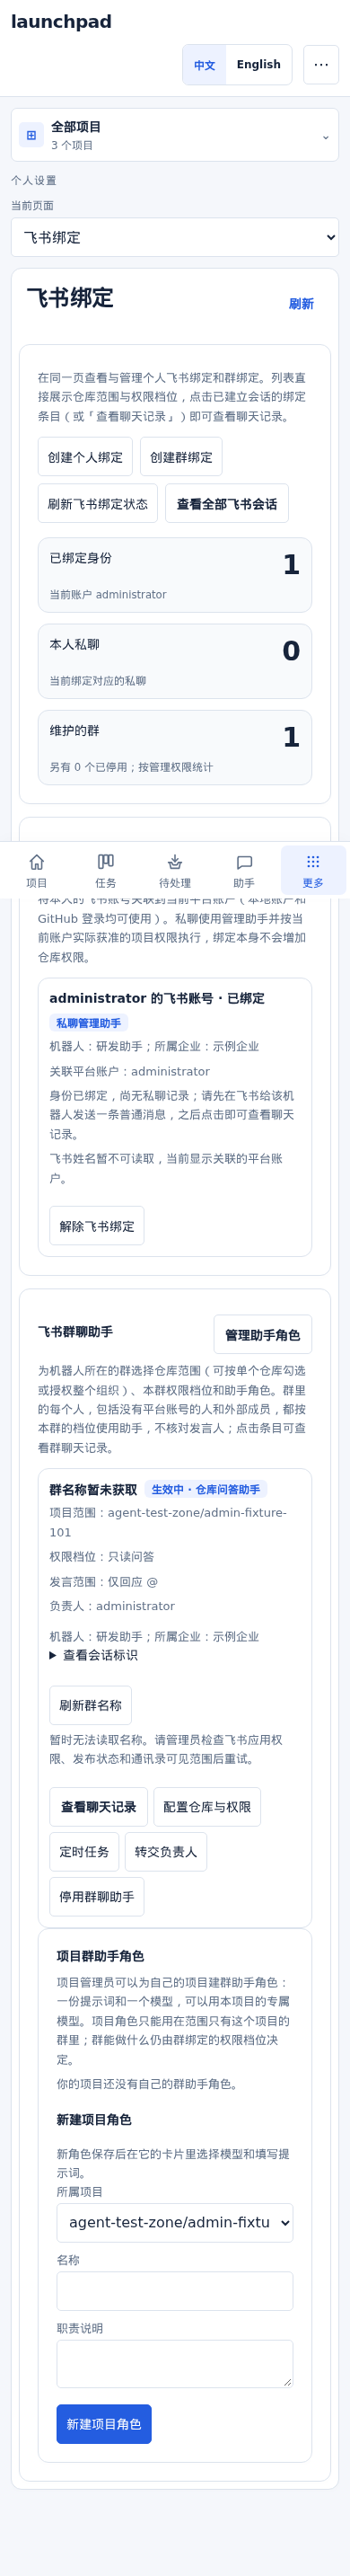 launchpad
中文
English
···
全部项目
3 个项目
个人设置
当前页面
飞书绑定
飞书绑定
刷新
在同一页查看与管理个人飞书绑定和群绑定。列表直
接展示仓库范围与权限档位，点击已建立会话的绑定
条目（或「查看聊天记录」）即可查看聊天记录。
创建个人绑定
创建群绑定
刷新飞书绑定状态
查看全部飞书会话
已绑定身份
1
当前账户 administrator
本人私聊
0
当前绑定对应的私聊
维护的群
1
另有 0 个已停用；按管理权限统计
项目
任务
待处理
助手
更多
GitHub 登录均可使用）。私聊使用管理助手并按当
前账户实际获准的项目权限执行，绑定本身不会增加
仓库权限。
administrator 的飞书账号 · 已绑定
私聊管理助手
机器人：研发助手；所属企业：示例企业
关联平台账户：administrator
身份已绑定，尚无私聊记录；请先在飞书给该机
器人发送一条普通消息，之后点击即可查看聊天
记录。
飞书姓名暂不可读取，当前显示关联的平台账
户。
解除飞书绑定
飞书群聊助手
管理助手角色
为机器人所在的群选择仓库范围（可按单个仓库勾选
或授权整个组织）、本群权限档位和助手角色。群里
的每个人，包括没有平台账号的人和外部成员，都按
本群的档位使用助手，不核对发言人；点击条目可查
看群聊天记录。
群名称暂未获取
生效中 · 仓库问答助手
项目范围：agent-test-zone/admin-fixture-
101
权限档位：只读问答
发言范围：仅回应 @
负责人：administrator
机器人：研发助手；所属企业：示例企业
查看会话标识
刷新群名称
暂时无法读取名称。请管理员检查飞书应用权
限、发布状态和通讯录可见范围后重试。
查看聊天记录
配置仓库与权限
定时任务
转交负责人
停用群聊助手
项目群助手角色
项目管理员可以为自己的项目建群助手角色：
一份提示词和一个模型，可以用本项目的专属
模型。项目角色只能用在范围只有这个项目的
群里；群能做什么仍由群绑定的权限档位决
定。
你的项目还没有自己的群助手角色。
新建项目角色
新角色保存后在它的卡片里选择模型和填写提
示词。
所属项目
agent-test-zone/admin-fixtu
名称
职责说明
新建项目角色